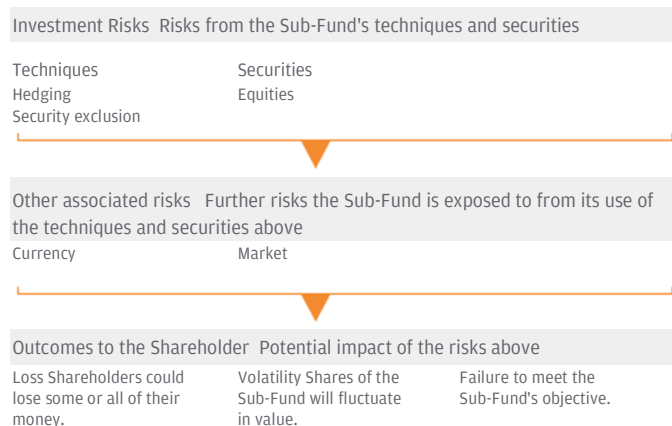 Investment Risks Risks from the Sub-Fund's techniques and securities
Techniques
Hedging
Security exclusion
Securities
Equities
Other associated risks Further risks the Sub-Fund is exposed to from its use of
the techniques and securities above
Currency
Market
Outcomes to the Shareholder Potential impact of the risks above
Loss Shareholders could
lose some or all of their
money.
Volatility Shares of the
Sub-Fund will fluctuate
in value.
Failure to meet the
Sub-Fund's objective.